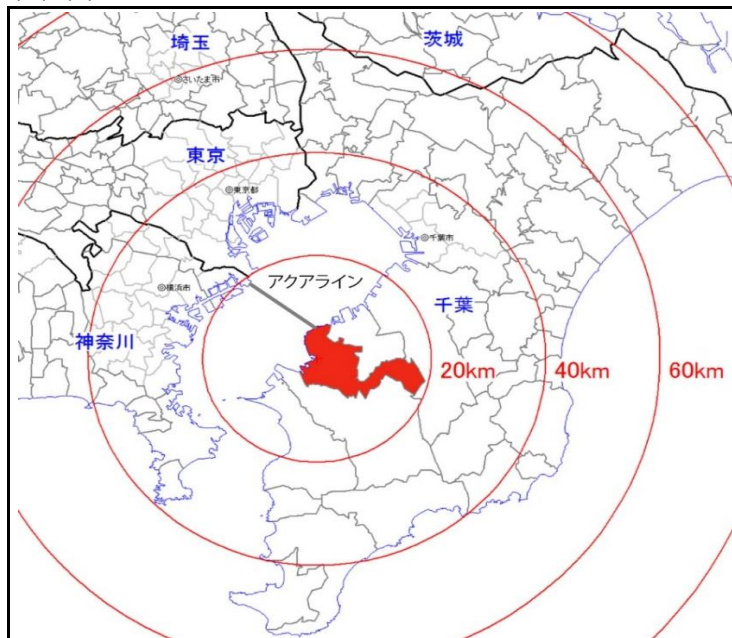 埼玉
茨城
◎さいたま市
東京
◎東京都
◎千葉市
アクアライン
◎横浜市
千葉
神奈川
20km
40km
60km